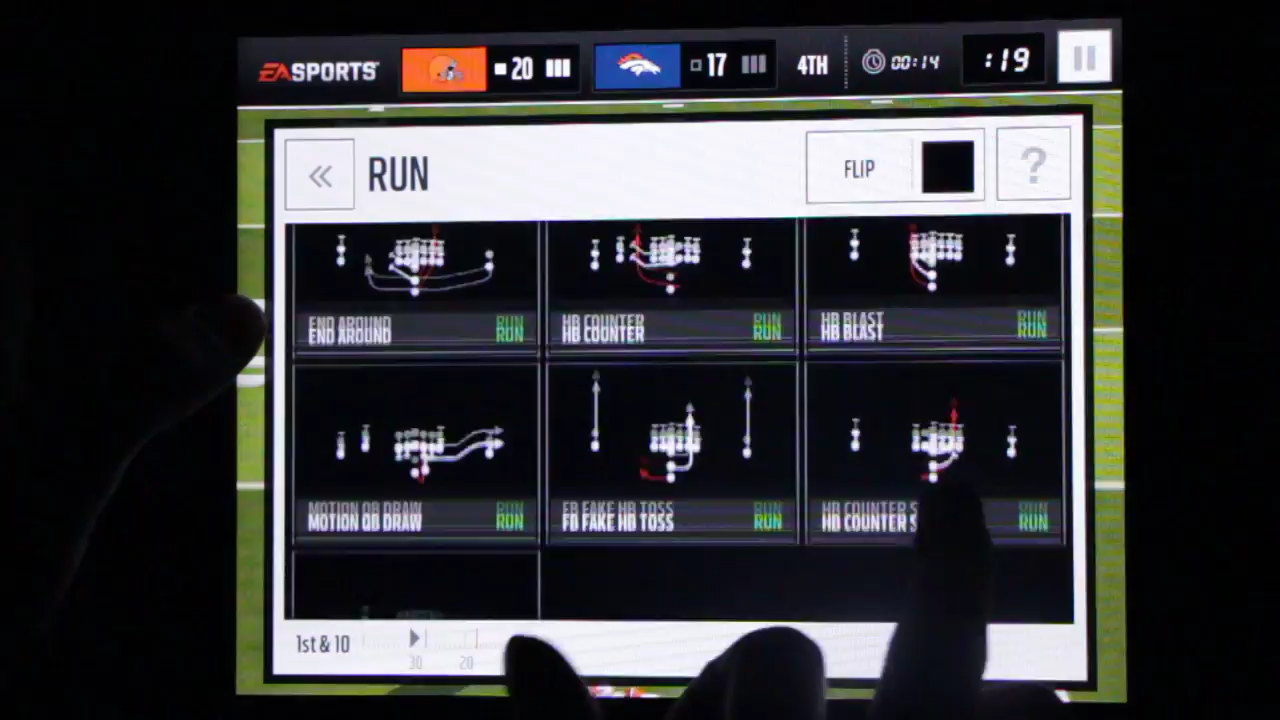 EA SPORTS 20 17 4TH 00:14 :19
« RUN FLIP ?
END AROUND RUN HB COUNTER RUN HB BLAST RUN
MOTION QB DRAW RUN FB FAKE HB TOSS RUN HB COUNTER S RUN
1st & 10
30 20